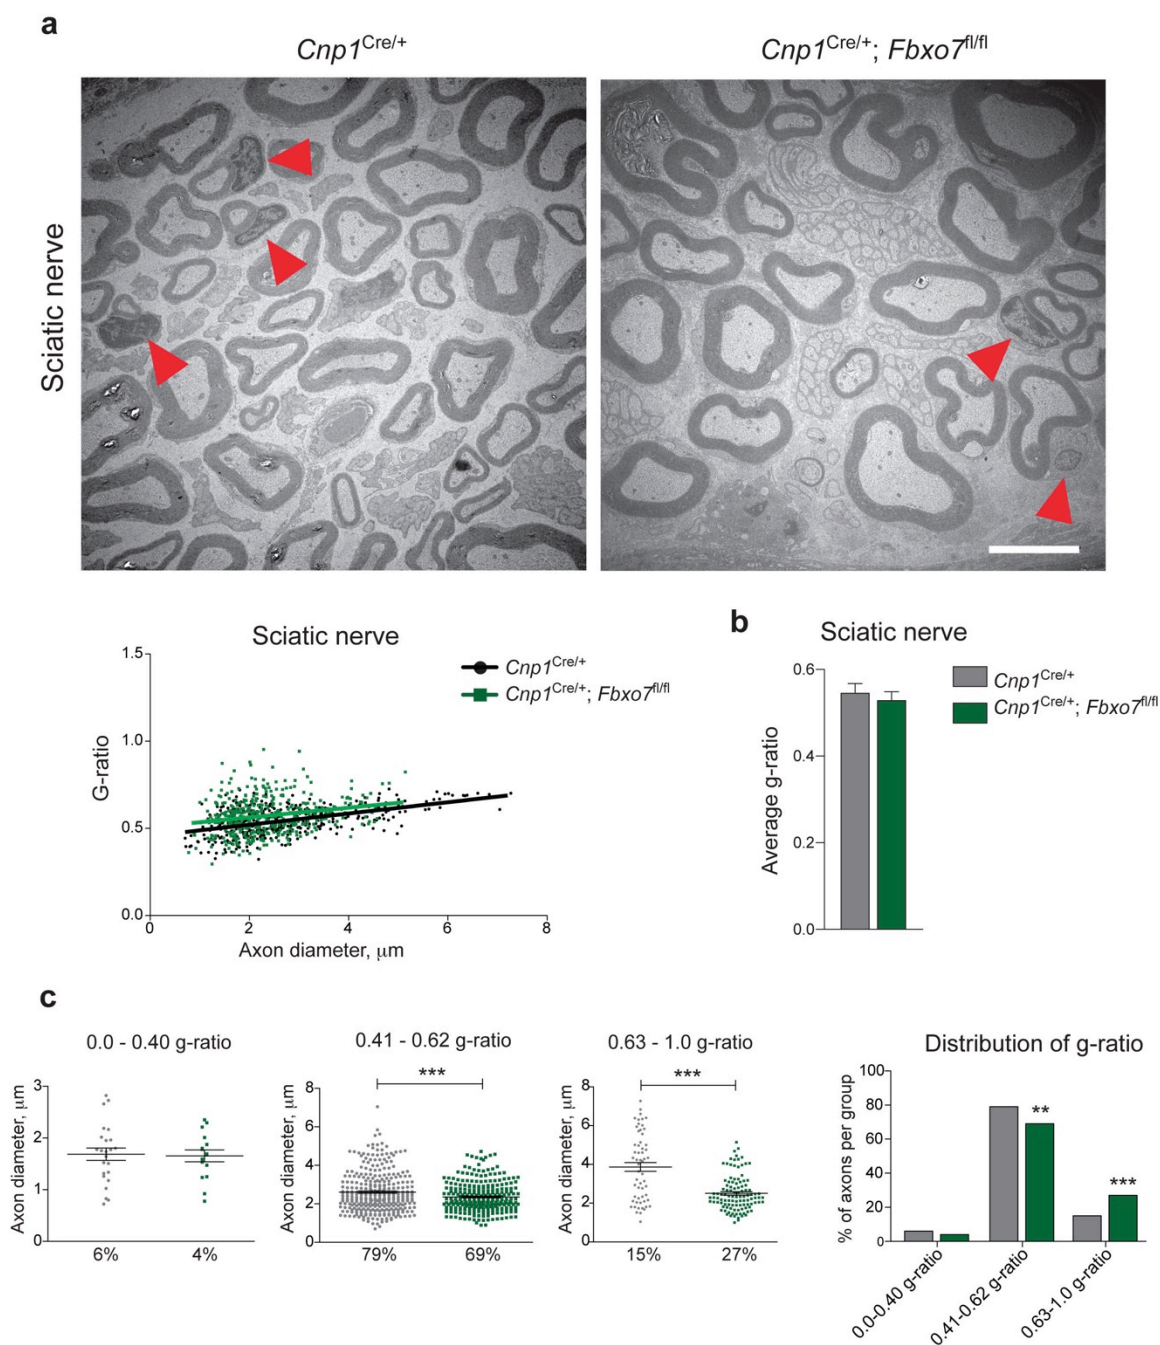 a
Cnp1Cre/+
Cnp1Cre/+; Fbxo7fl/fl
Sciatic nerve
Sciatic nerve
1.5
1.0
0.5
0.0
G-ratio
0 2 4 6 8
Axon diameter, μm
Cnp1Cre/+
Cnp1Cre/+; Fbxo7fl/fl
b
Sciatic nerve
0.6
0.4
0.2
0.0
Average g-ratio
Cnp1Cre/+
Cnp1Cre/+; Fbxo7fl/fl
c
0.0 - 0.40 g-ratio
Axon diameter, μm
3
2
1
0
6% 4%
0.41 - 0.62 g-ratio
***
Axon diameter, μm
8
6
4
2
0
79% 69%
0.63 - 1.0 g-ratio
***
Axon diameter, μm
8
6
4
2
0
15% 27%
Distribution of g-ratio
% of axons per group
100
80
60
40
20
0
**
***
0.0-0.40 g-ratio
0.41-0.62 g-ratio
0.63-1.0 g-ratio